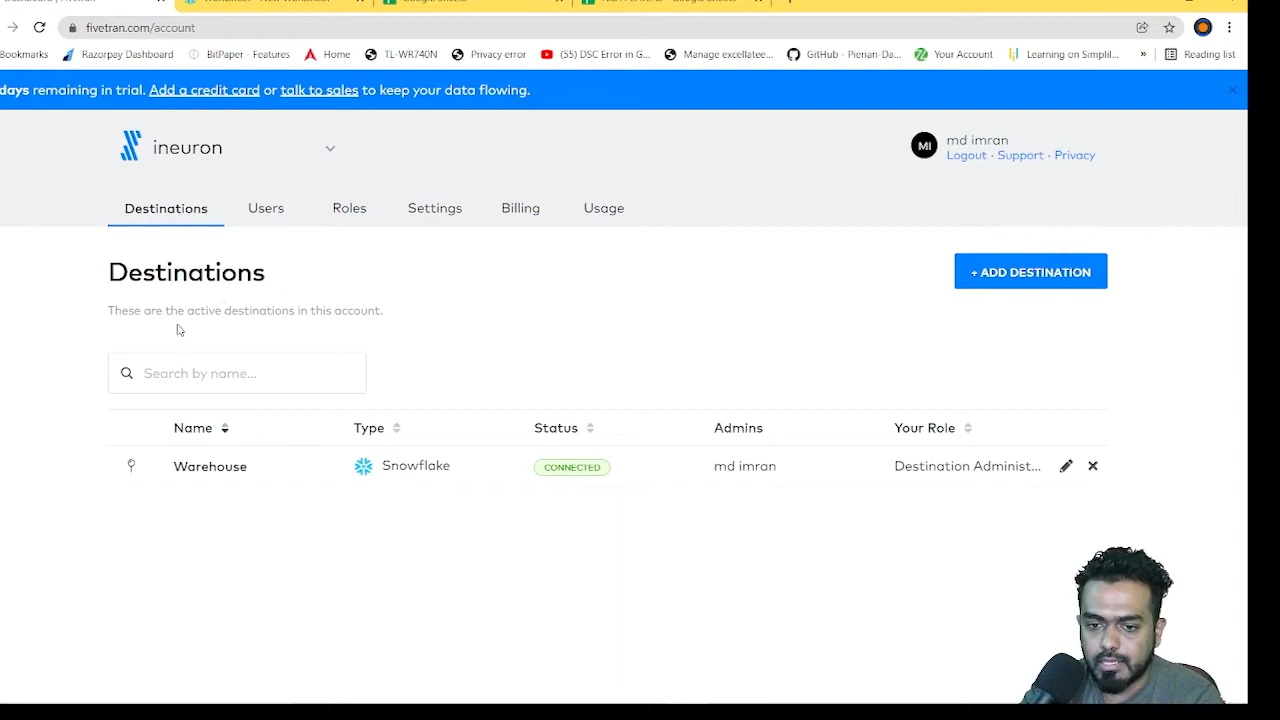 fivetran.com/account
Bookmarks Razorpay Dashboard BitPaper - Features Home TL-WR740N Privacy error (55) DSC Error in G... Manage excellatee... GitHub - Pierian-Da... Your Account Learning on Simplil... » Reading list
days remaining in trial. Add a credit card or talk to sales to keep your data flowing.
ineuron
MI
md imran
Logout · Support · Privacy
Destinations Users Roles Settings Billing Usage
Destinations
+ ADD DESTINATION
These are the active destinations in this account.
Search by name...
Name Type Status Admins Your Role
Warehouse Snowflake CONNECTED md imran Destination Administ...